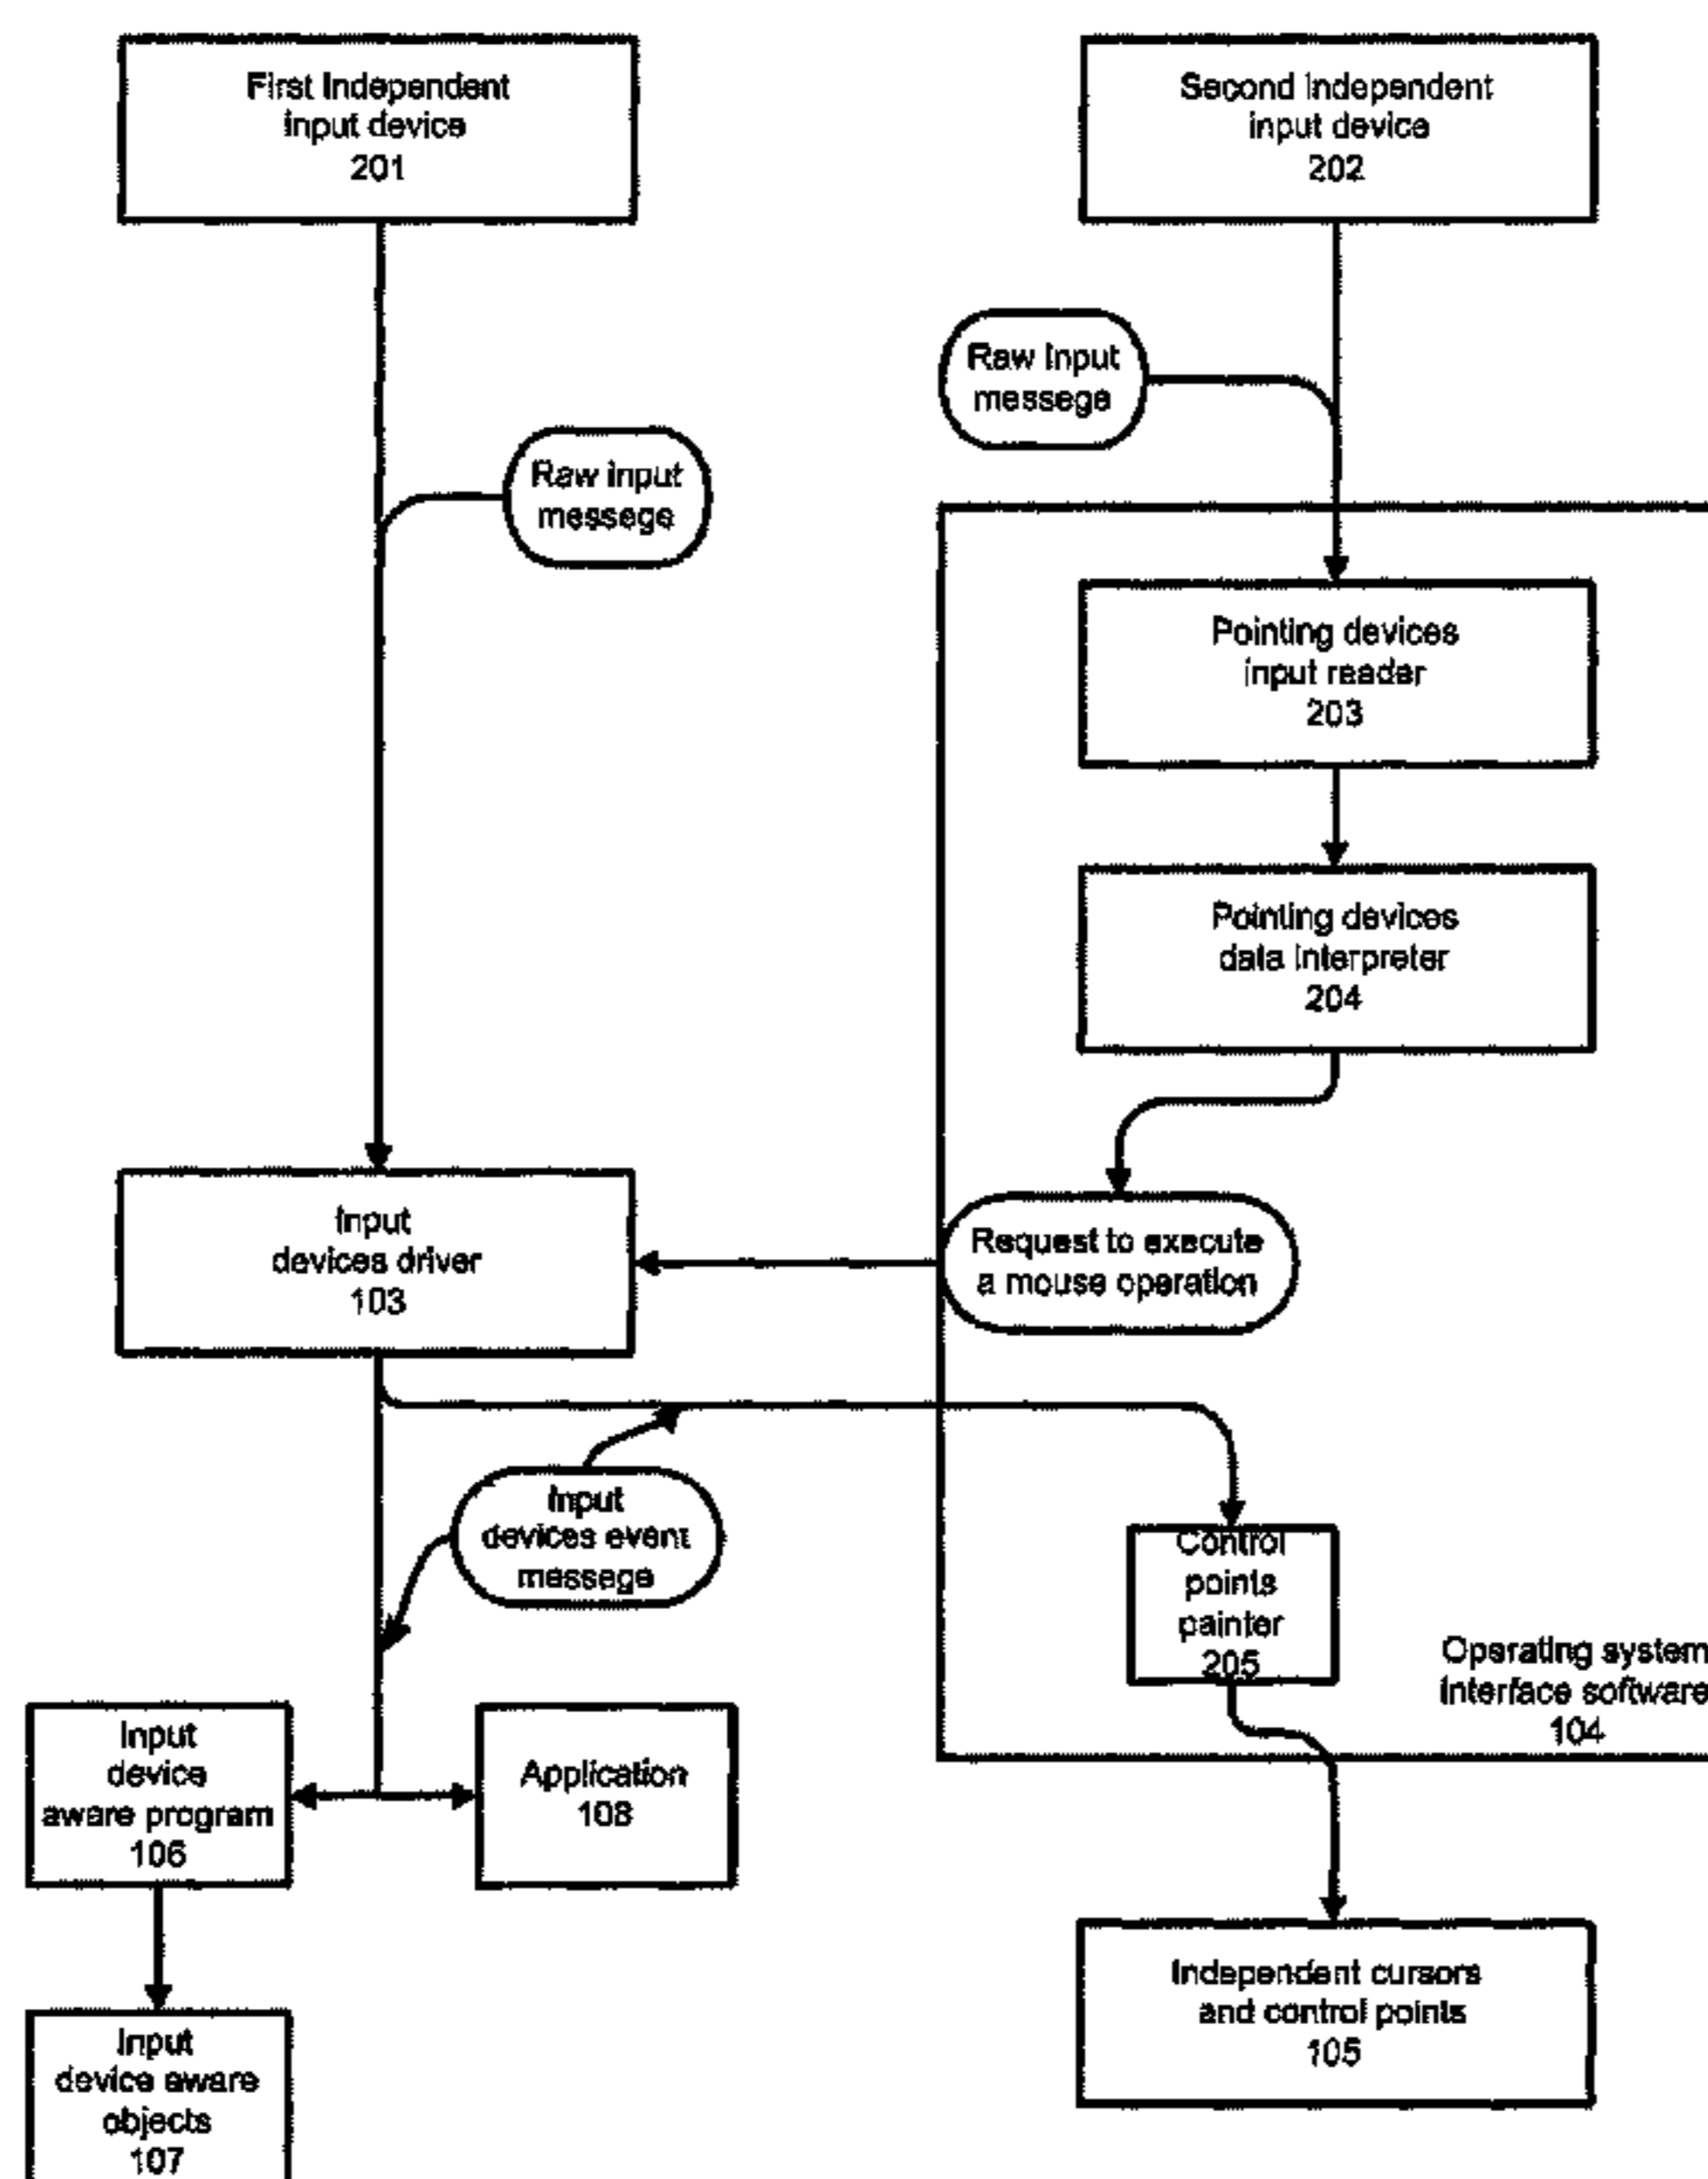 First Independent
input device
201
Second Independent
input device
202
Raw Input
messege
Raw input
messege
Pointing devices
input reader
203
Pointing devices
data interpreter
204
Input
devices driver
103
Request to execute
a mouse operation
Input
devices event
messege
Control
points
painter
205
Operating system
Interface software
104
Input
device
aware program
106
Application
108
Independent cursors
and control points
105
Input
device aware
objects
107